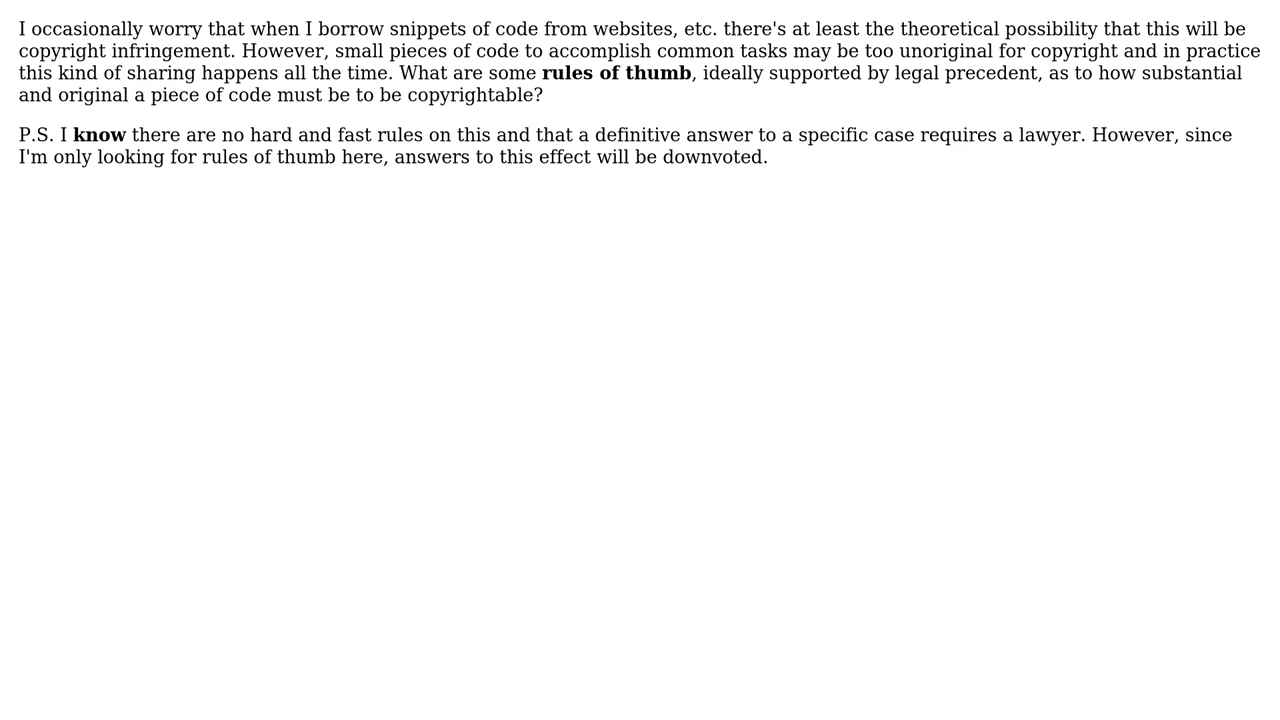 I occasionally worry that when I borrow snippets of code from websites, etc. there's at least the theoretical possibility that this will be
copyright infringement. However, small pieces of code to accomplish common tasks may be too unoriginal for copyright and in practice
this kind of sharing happens all the time. What are some rules of thumb, ideally supported by legal precedent, as to how substantial
and original a piece of code must be to be copyrightable?
P.S. I know there are no hard and fast rules on this and that a definitive answer to a specific case requires a lawyer. However, since
I'm only looking for rules of thumb here, answers to this effect will be downvoted.